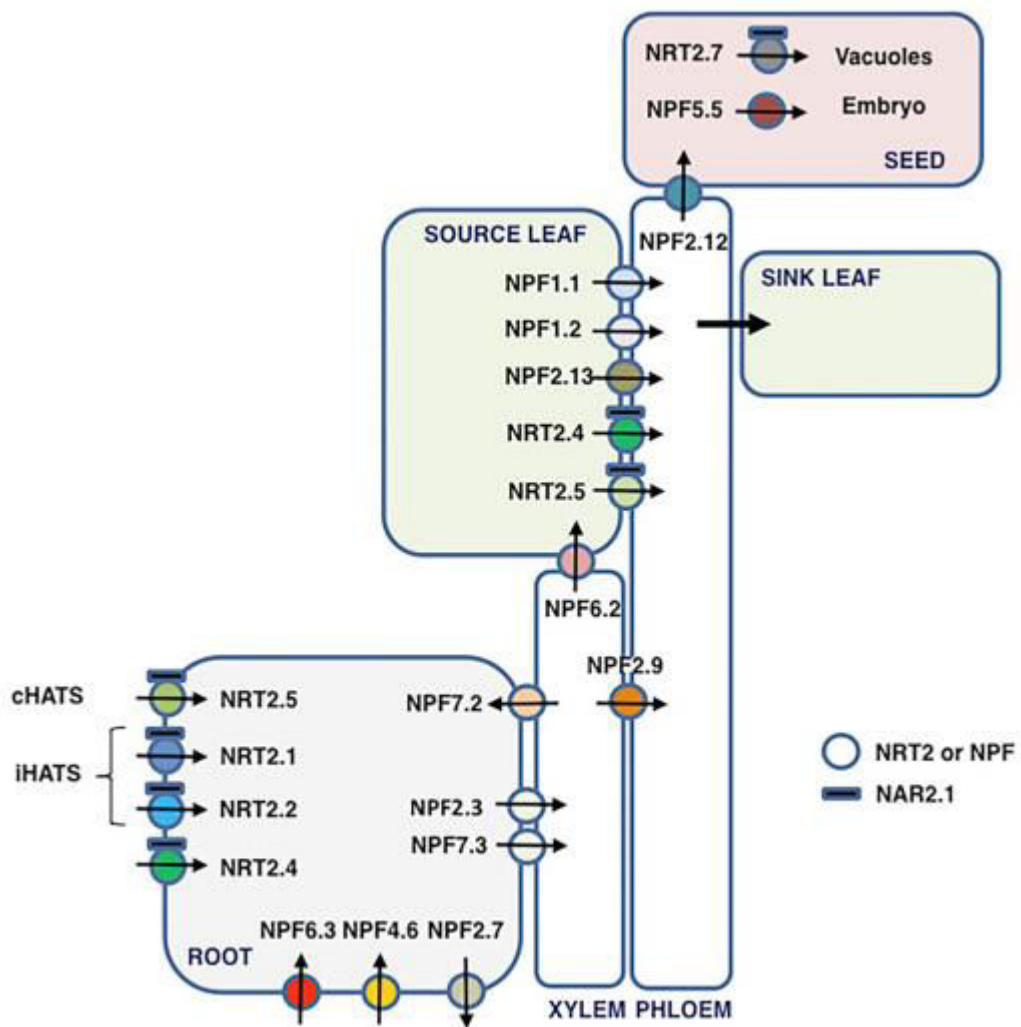 NRT2.7
Vacuoles
NPF5.5
Embryo
SEED
NPF2.12
SOURCE LEAF
NPF1.1
NPF1.2
NPF2.13
NRT2.4
NRT2.5
SINK LEAF
NPF6.2
NPF2.9
cHATS
NRT2.5
NPF7.2
iHATS
NRT2.1
NRT2.2
NPF2.3
NPF7.3
NRT2.4
NPF6.3 NPF4.6 NPF2.7
ROOT
XYLEM PHLOEM
NRT2 or NPF
NAR2.1